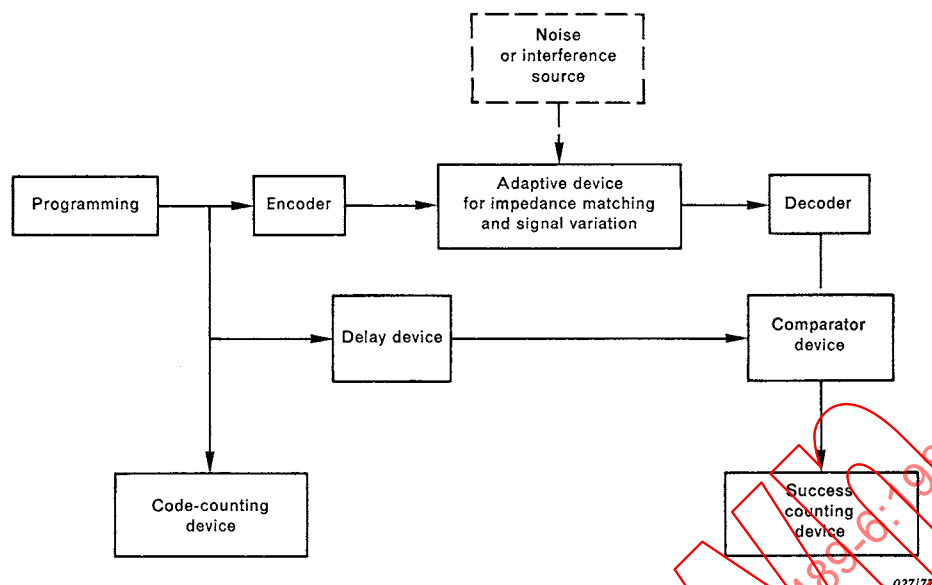 Noise
or interference
source
Programming
Encoder
Adaptive device
for impedance matching
and signal variation
Decoder
Delay device
Comparator
device
Code-counting
device
Success
counting
device